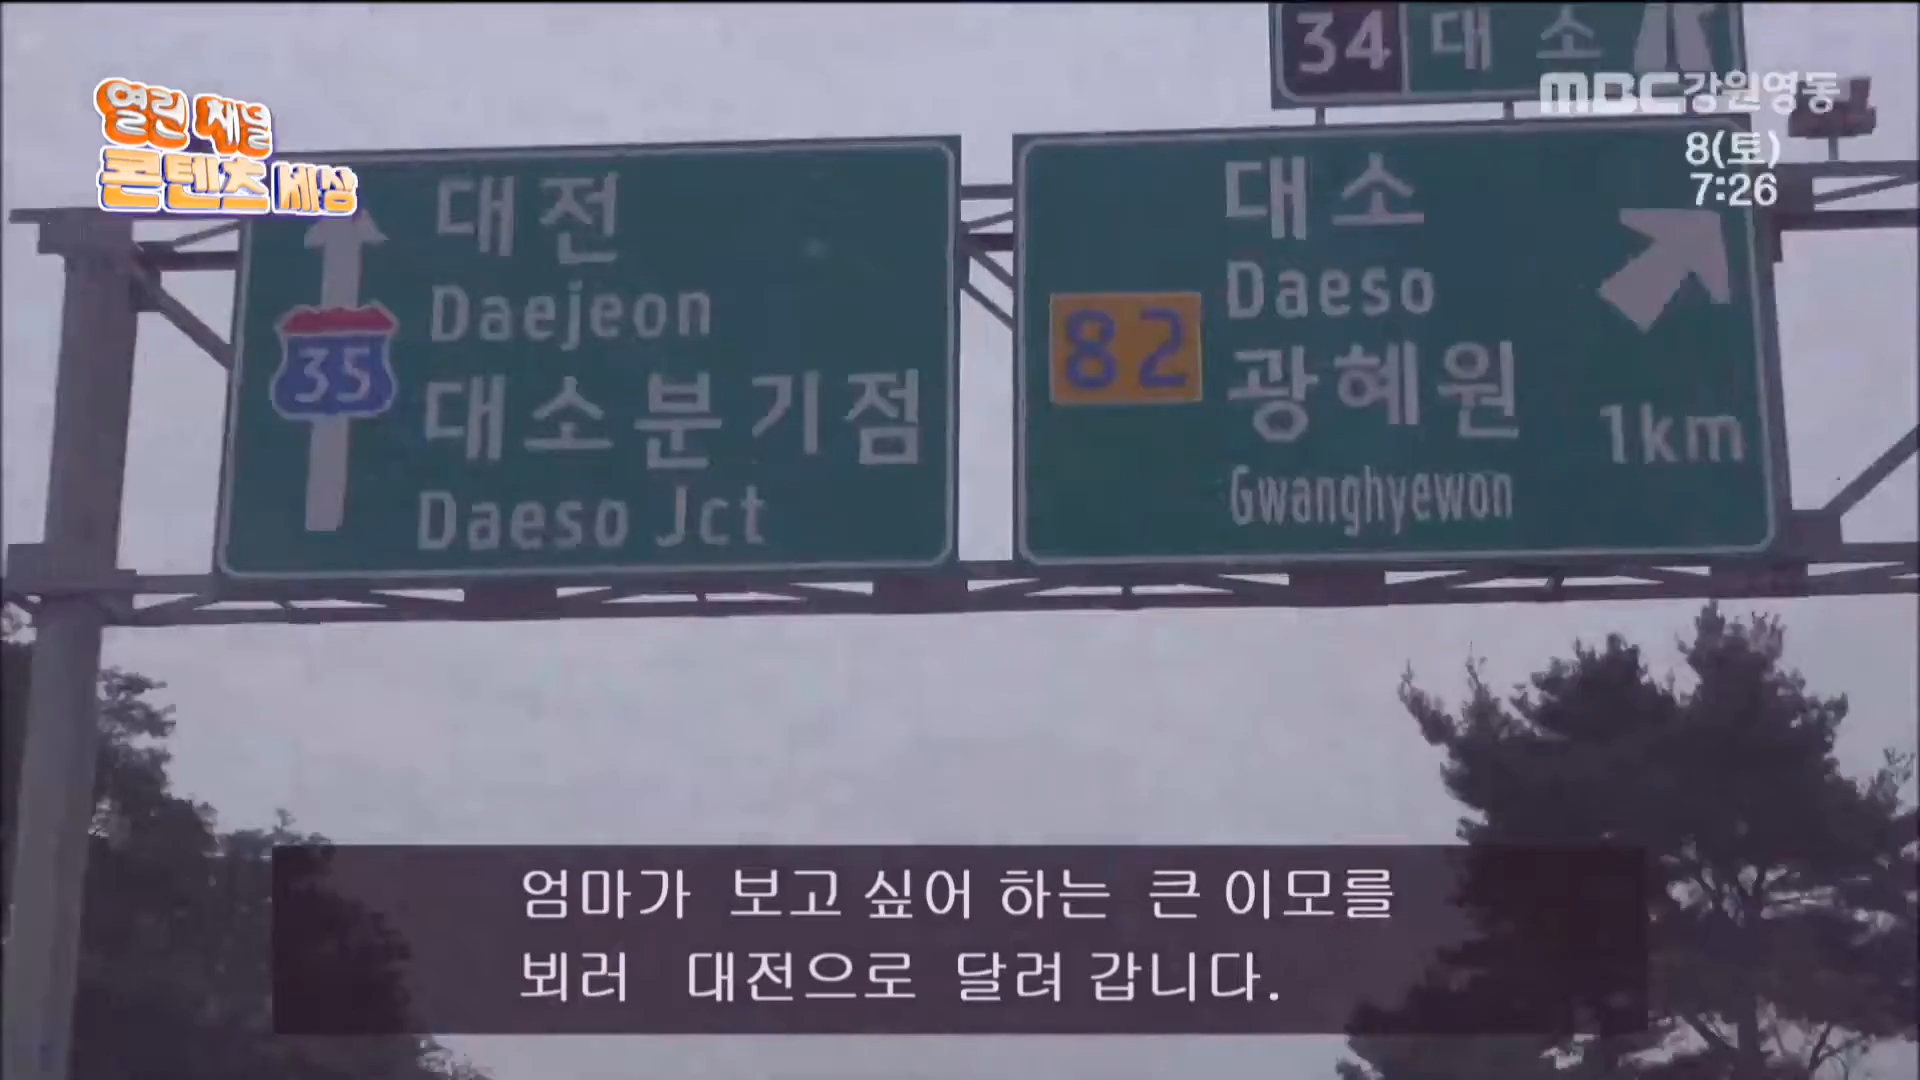 열린 채널
콘텐츠 세상
34 대소
MBC강원영동
8(토)
7:26
대전
Daejeon
35
대소분기점
Daeso Jct
대소
Daeso
82
광혜원
1km
Gwanghyewon
엄마가 보고 싶어 하는 큰 이모를
뵈러 대전으로 달려 갑니다.